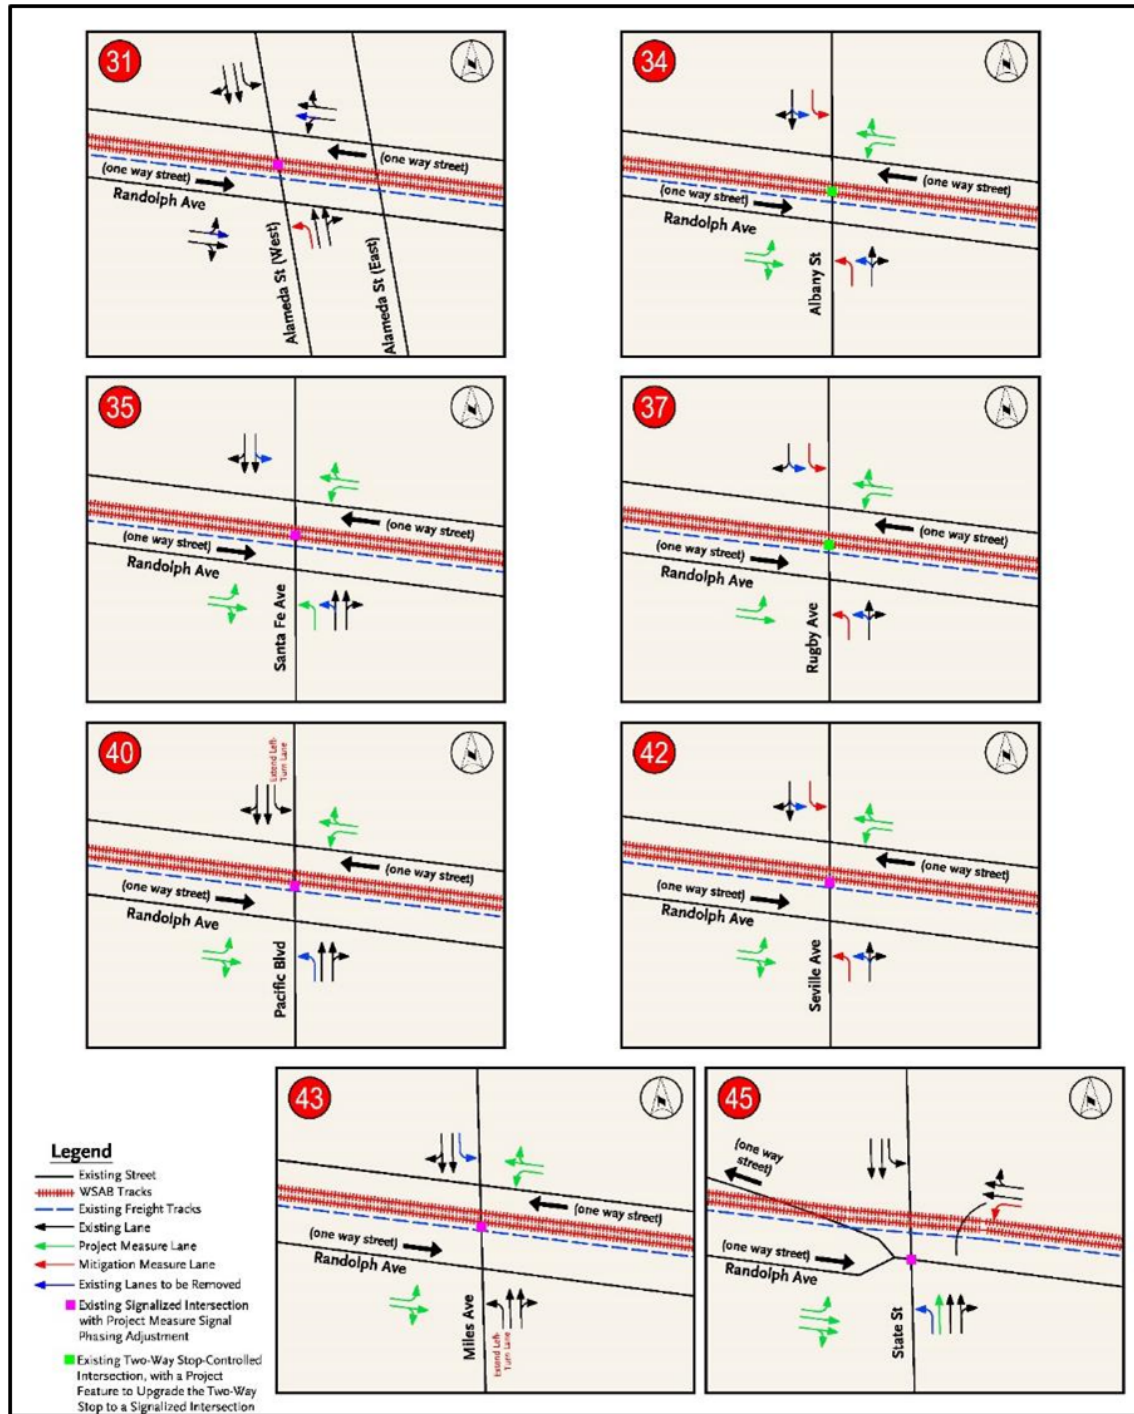 31
(one way street)
(one way street)
Randolph Ave
Alameda St (West)
Alameda St (East)
34
(one way street)
(one way street)
Randolph Ave
Albany St
35
(one way street)
(one way street)
Randolph Ave
Santa Fe Ave
37
(one way street)
(one way street)
Randolph Ave
Rugby Ave
40
Extend Left-
Turn Lane
(one way street)
(one way street)
Randolph Ave
Pacific Blvd
42
(one way street)
(one way street)
Randolph Ave
Seville Ave
43
(one way street)
(one way street)
Randolph Ave
Miles Ave
Extend Left-
Turn Lane
45
(one way
street)
(one way street)
Randolph Ave
State St
Legend
Existing Street
WSAB Tracks
Existing Freight Tracks
Existing Lane
Project Measure Lane
Mitigation Measure Lane
Existing Lanes to be Removed
Existing Signalized Intersection
with Project Measure Signal
Phasing Adjustment
Existing Two-Way Stop-Controlled
Intersection, with a Project
Feature to Upgrade the Two-Way
Stop to a Signalized Intersection